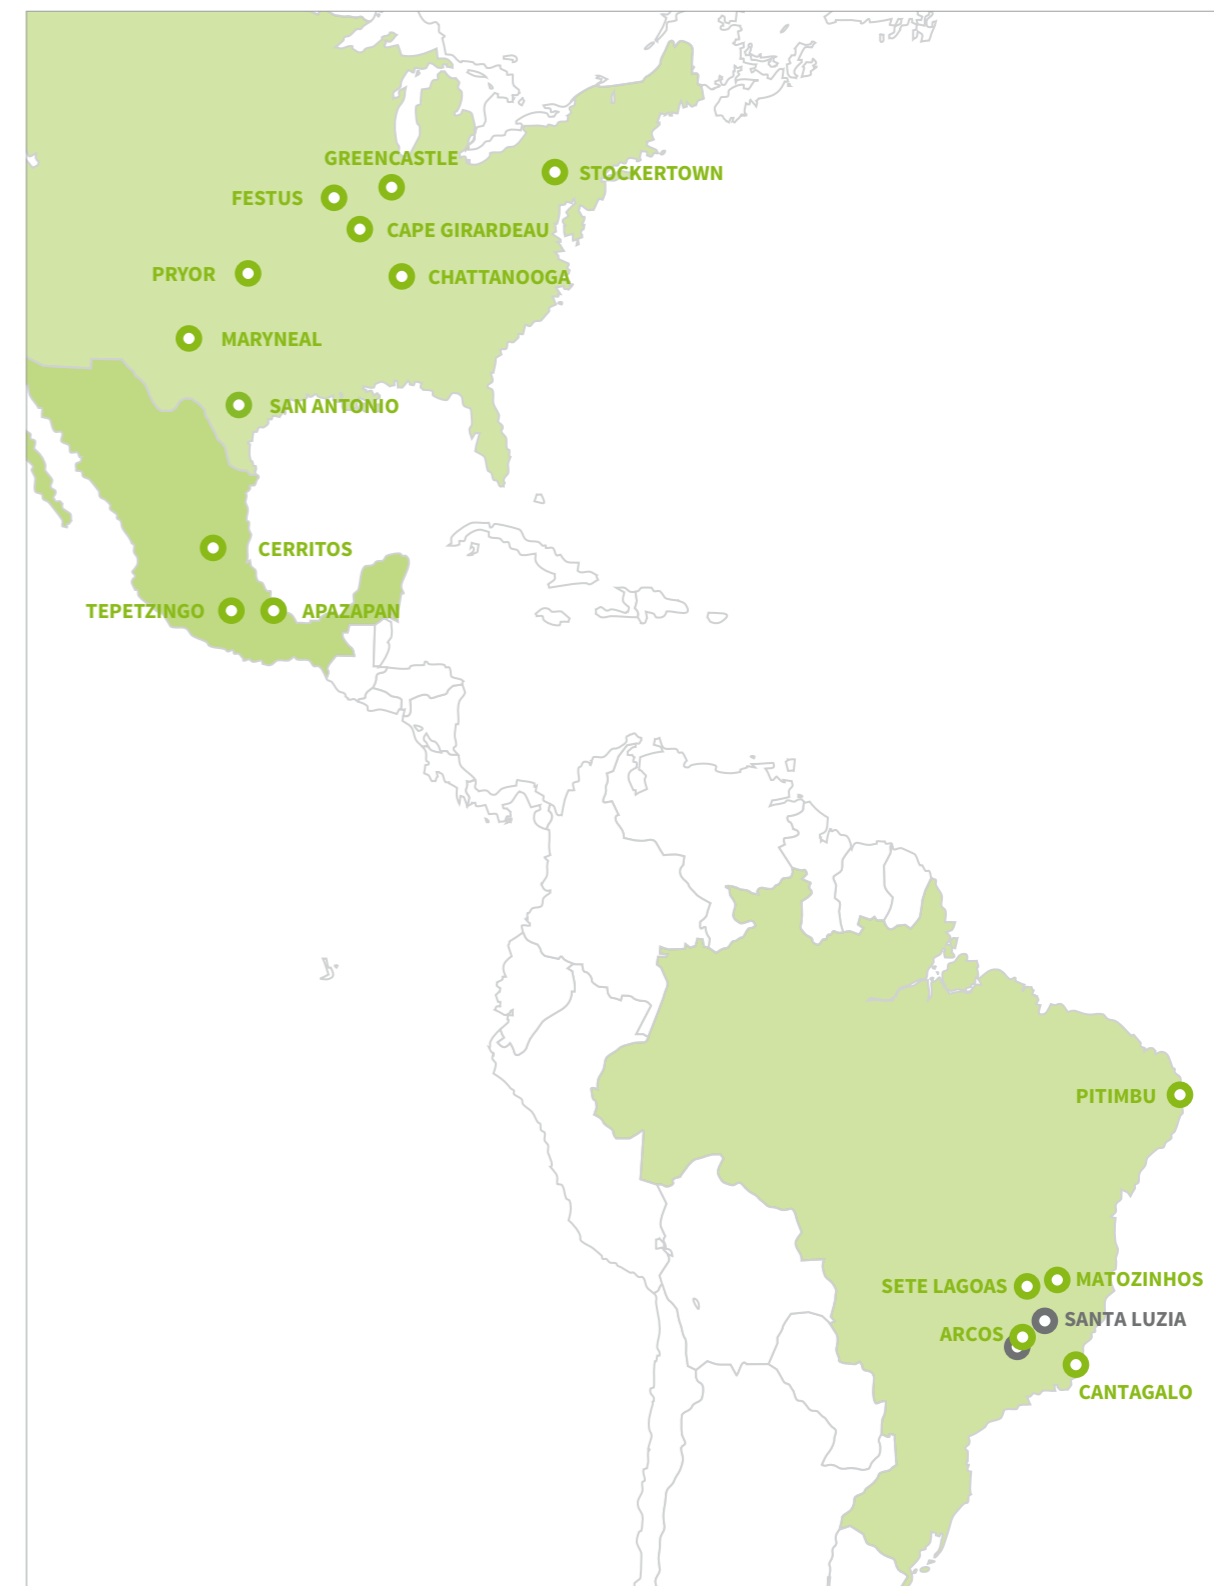 GREENCASTLE
STOCKERTOWN
FESTUS
CAPE GIRARDEAU
PRYOR
CHATTANOOGA
MARYNEAL
SAN ANTONIO
CERRITOS
TEPETZINGO
APAZAPAN
PITIMBU
MATOZINHOS
SETE LAGOAS
SANTA LUZIA
ARCOS
CANTAGALO